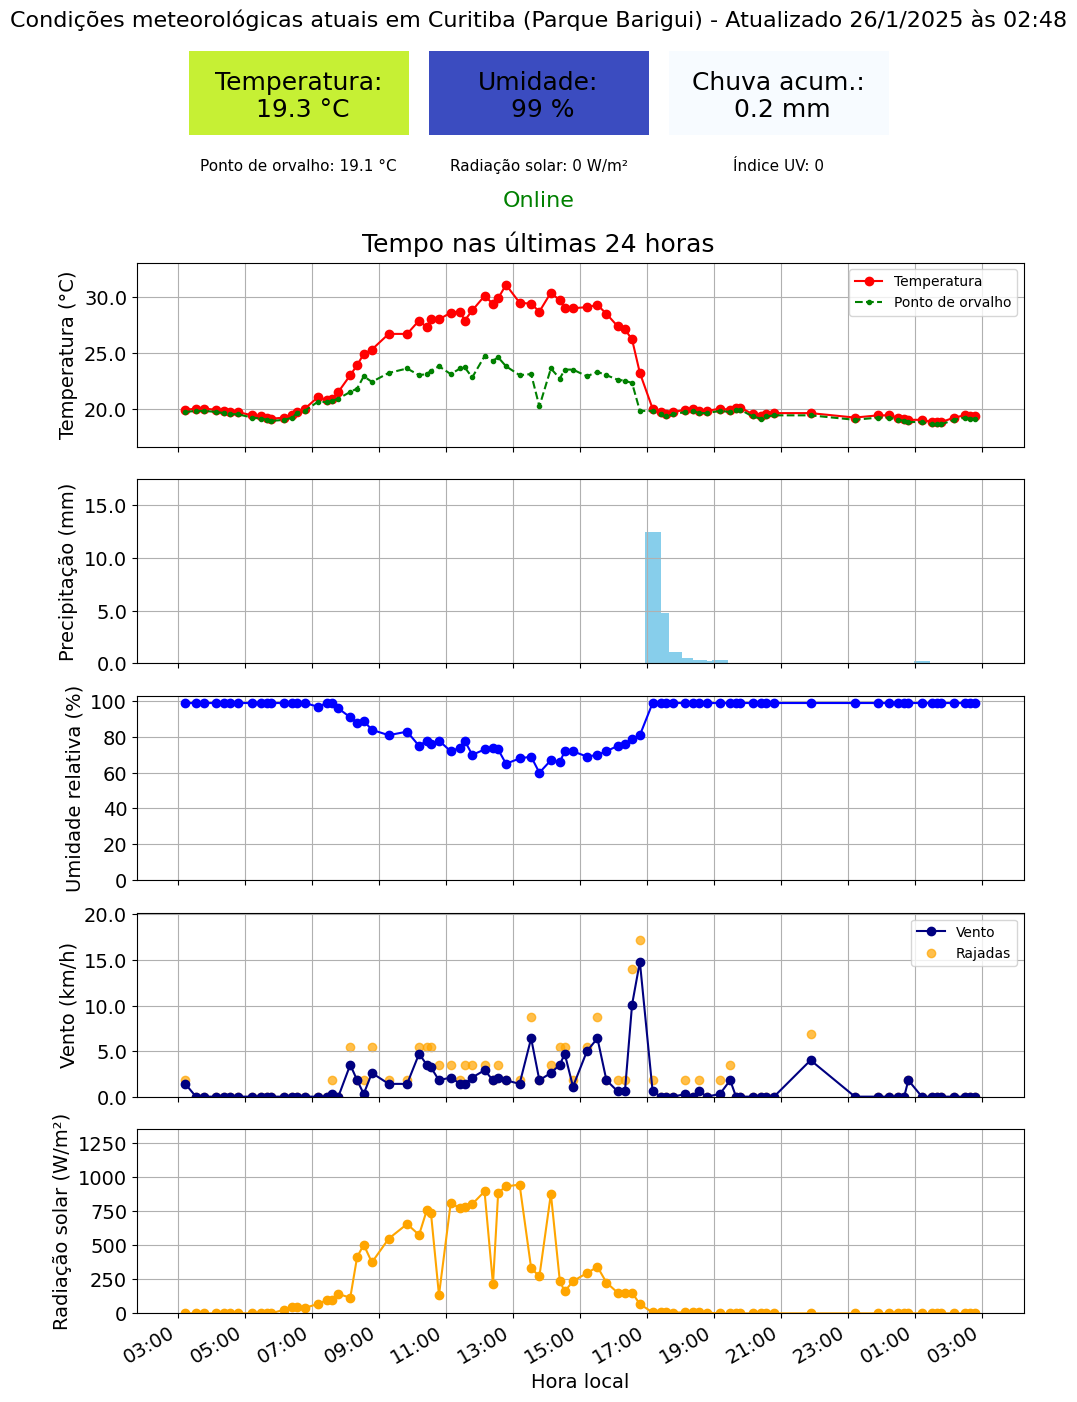 Condições meteorológicas atuais em Curitiba (Parque Barigui) - Atualizado 26/1/2025 às 02:48
Temperatura:
19.3 °C
Umidade:
99 %
Chuva acum.:
0.2 mm
Ponto de orvalho: 19.1 °C
Radiação solar: 0 W/m²
Índice UV: 0
Online
Tempo nas últimas 24 horas
Temperatura (°C)
30.0
25.0
20.0
Temperatura
Ponto de orvalho
Precipitação (mm)
15.0
10.0
5.0
0.0
Umidade relativa (%)
100
80
60
40
20
0
Vento (km/h)
20.0
15.0
10.0
5.0
0.0
Vento
Rajadas
Radiação solar (W/m²)
1250
1000
750
500
250
0
03:00
05:00
07:00
09:00
11:00
13:00
15:00
17:00
19:00
21:00
23:00
01:00
03:00
Hora local